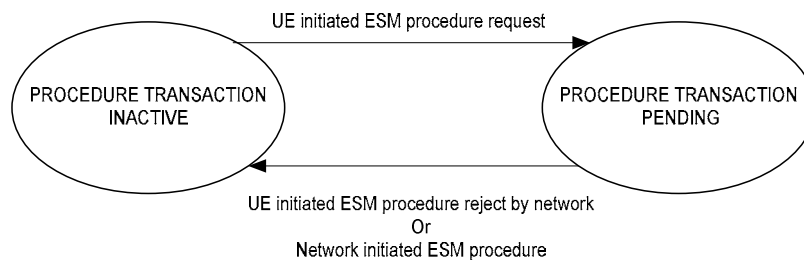 UE initiated ESM procedure request
PROCEDURE TRANSACTION
INACTIVE
PROCEDURE TRANSACTION
PENDING
UE initiated ESM procedure reject by network
Or
Network initiated ESM procedure